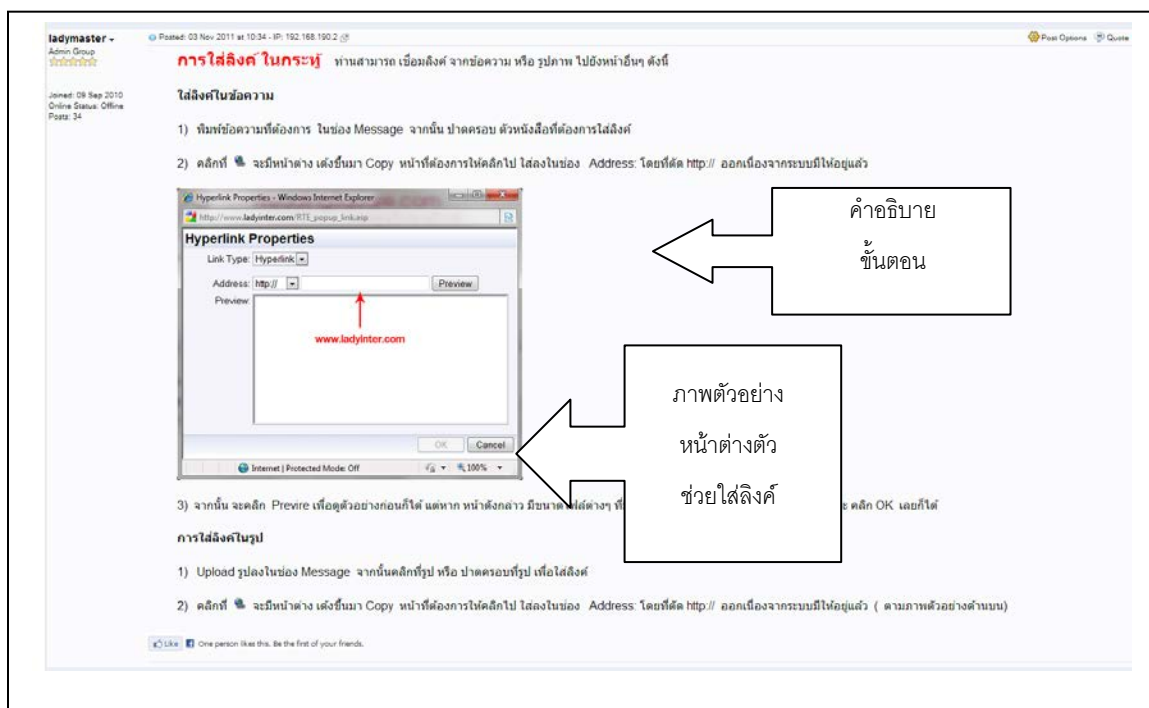 ladymaster
Admin Group
Joined: 09 Sep 2010
Online Status: Offline
Posts: 34
Posted: 03 Nov 2011 at 10:34 - IP: 192.168.190.2
Post Options Quote
การใส่ลิงค์ ในกระทู้ ท่านสามารถ เชื่อมลิงค์ จากข้อความ หรือ รูปภาพ ไปยังหน้าอื่นๆ ดังนี้
ใส่ลิงค์ในข้อความ
1) พิมพ์ข้อความที่ต้องการ ในช่อง Message จากนั้น ปาดครอบ ตัวหนังสือที่ต้องการใส่ลิงค์
2) คลิกที่ จะมีหน้าต่าง เด้งขึ้นมา Copy หน้าที่ต้องการให้คลิกไป ใส่ลงในช่อง Address: โดยที่ตัด http:// ออกเนื่องจากระบบมีให้อยู่แล้ว
Hyperlink Properties - Windows Internet Explorer
http://www.ladyinter.com/RTE_popup_link.asp
Hyperlink Properties
Link Type: Hyperlink
Address: http:// Preview
Preview:
www.ladyinter.com
OK Cancel
Internet | Protected Mode: Off 100%
คำอธิบาย
ขั้นตอน
ภาพตัวอย่าง
หน้าต่างตัว
ช่วยใส่ลิงค์
3) จากนั้น จะคลิก Previre เพื่อดูตัวอย่างก่อนก็ได้ แต่หาก หน้าดังกล่าว มีขนาดไฟล์ต่างๆ ที่ คลิก OK เลยก็ได้
การใส่ลิงค์ในรูป
1) Upload รูปลงในช่อง Message จากนั้นคลิกที่รูป หรือ ปาดครอบที่รูป เพื่อใส่ลิงค์
2) คลิกที่ จะมีหน้าต่าง เด้งขึ้นมา Copy หน้าที่ต้องการให้คลิกไป ใส่ลงในช่อง Address: โดยที่ตัด http:// ออกเนื่องจากระบบมีให้อยู่แล้ว ( ตามภาพตัวอย่างด้านบน)
Like One person likes this. Be the first of your friends.